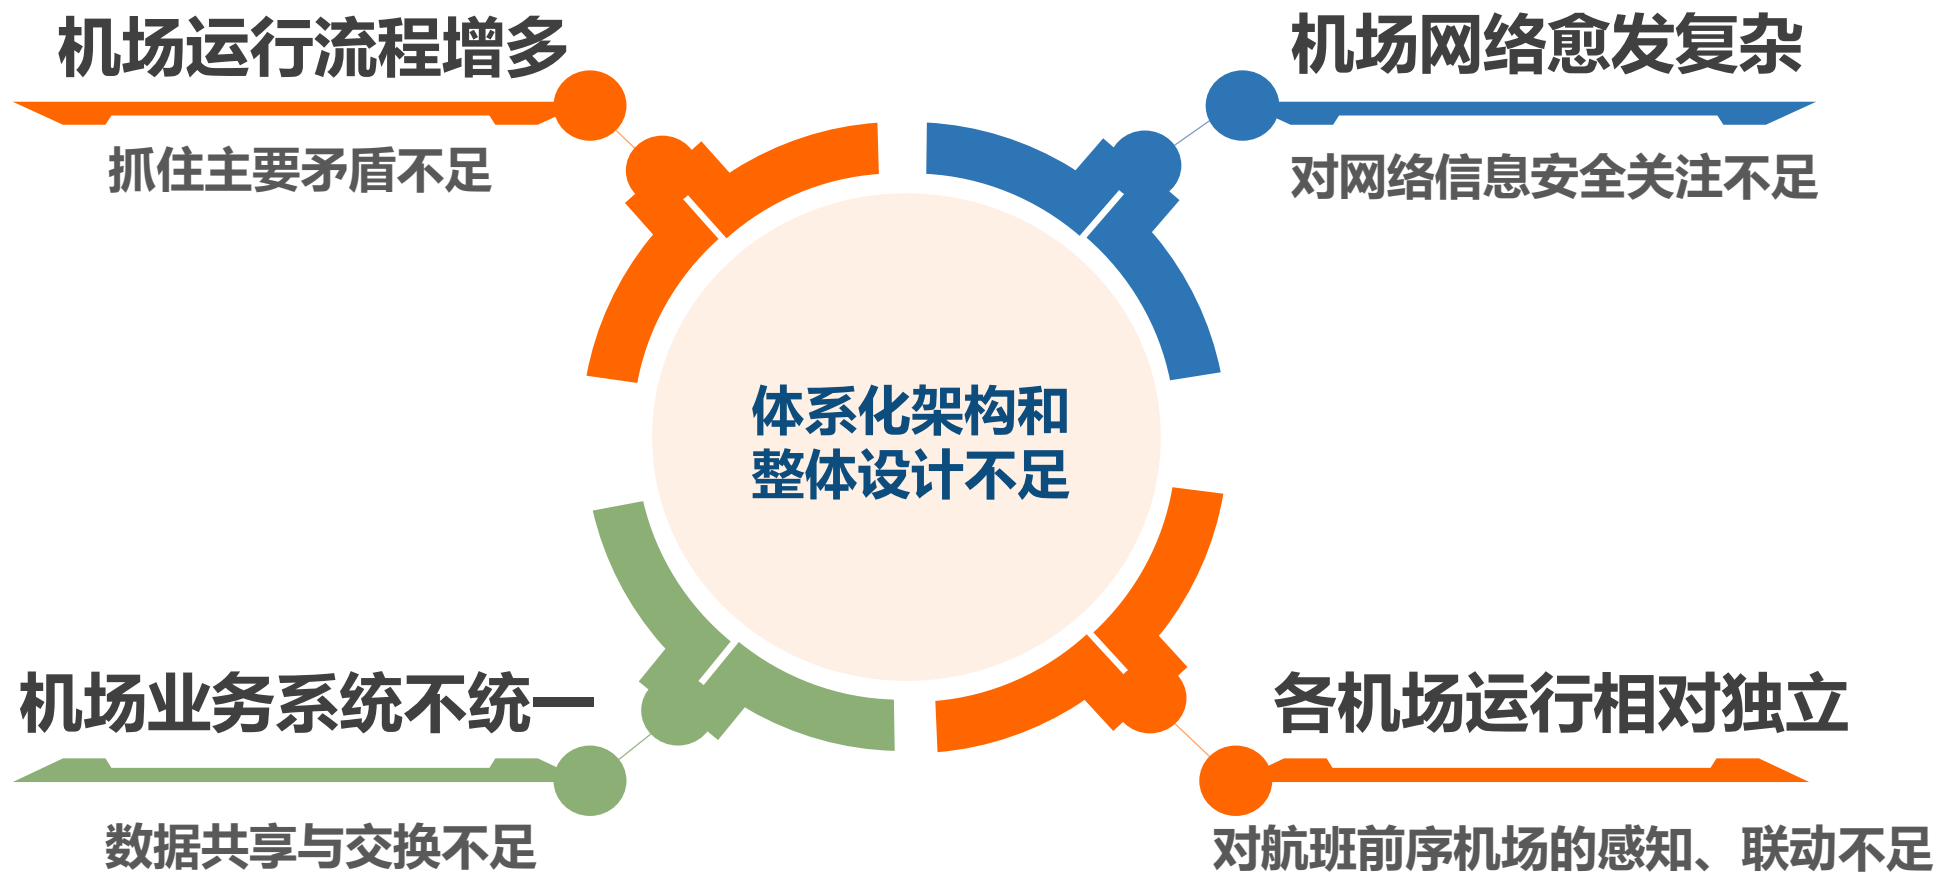 机场运行流程增多
抓住主要矛盾不足
机场网络愈发复杂
对网络信息安全关注不足
体系化架构和
整体设计不足
机场业务系统不统一
数据共享与交换不足
各机场运行相对独立
对航班前序机场的感知、联动不足